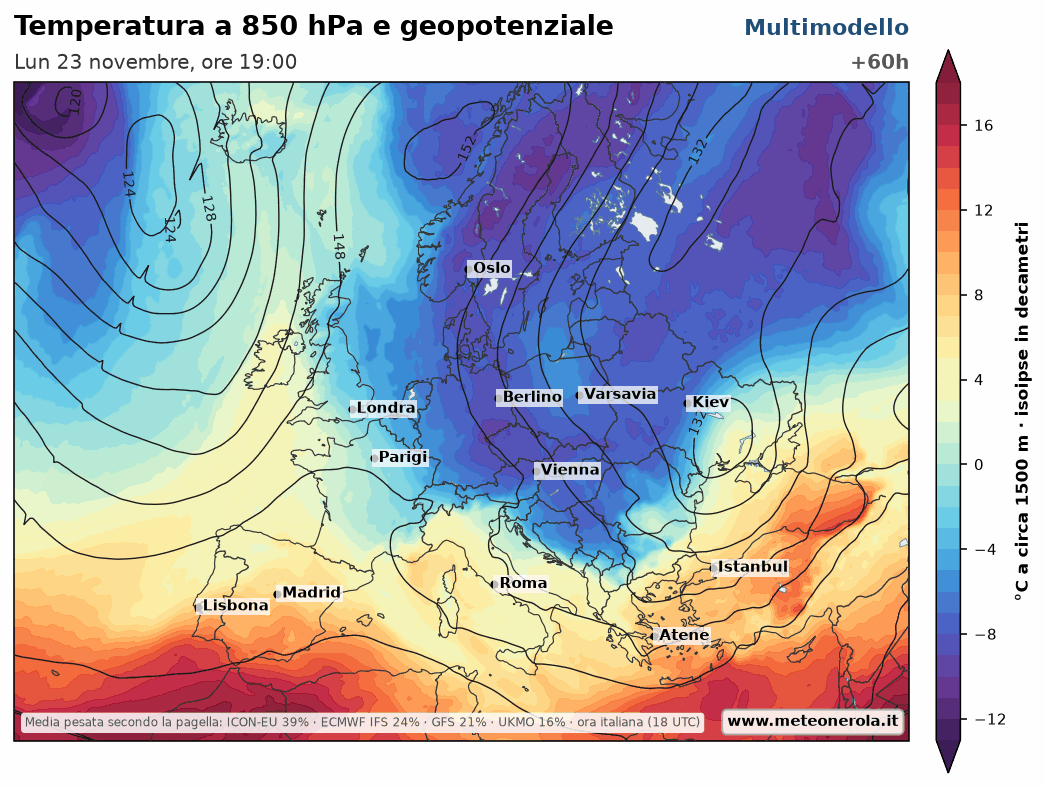 Temperatura a 850 hPa e geopotenziale
Multimodello
Lun 23 novembre, ore 19:00
+60h
120
152
132
124
128
124
148
Oslo
Berlino
Varsavia
Kiev
Londra
Parigi
Vienna
Istanbul
Roma
Madrid
Lisbona
Atene
16
12
8
4
0
−4
−8
−12
°C a circa 1500 m · isoipse in decametri
Media pesata secondo la pagella: ICON-EU 39% · ECMWF IFS 24% · GFS 21% · UKMO 16% · ora italiana (18 UTC)
www.meteonerola.it